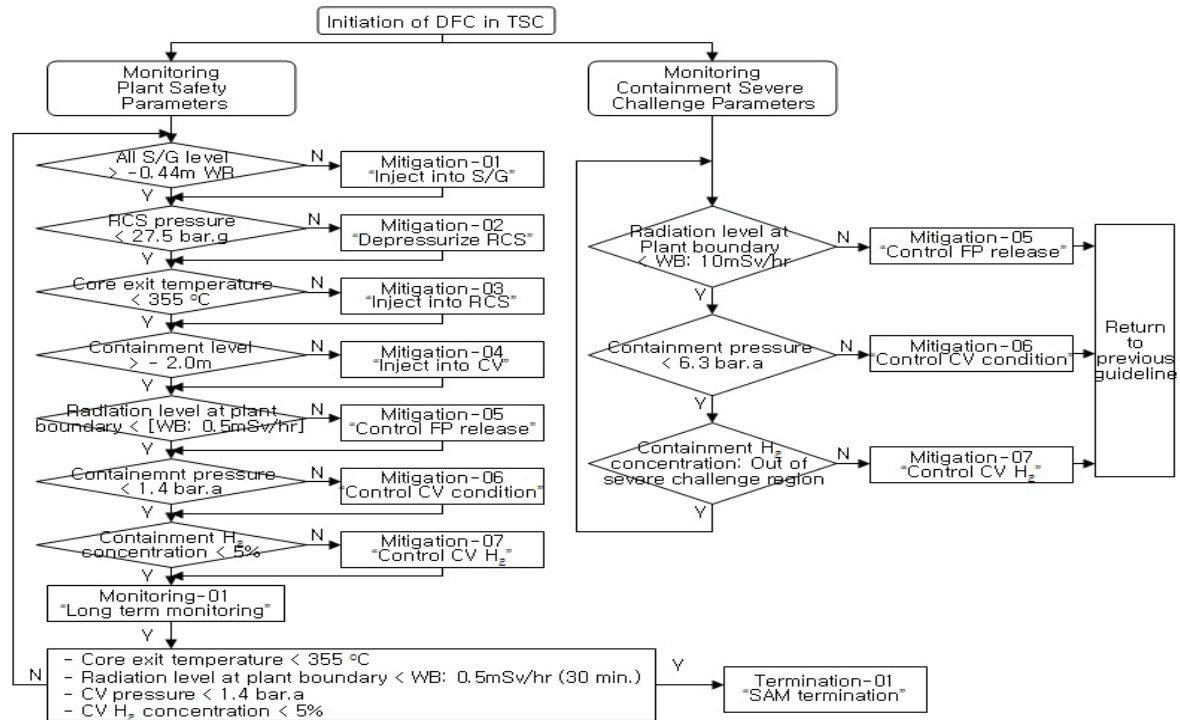 Initiation of DFC in TSC
Monitoring
Plant Safety
Parameters
All S/G level
> -0.44m WR
N
Mitigation-01
"Inject into S/G"
Y
RCS pressure
< 27.5 bar.g
N
Mitigation-02
"Depressurize RCS"
Y
Core exit temperature
< 355 °C
N
Mitigation-03
"Inject into RCS"
Y
Containment level
> - 2.0m
N
Mitigation-04
"Inject into CV"
Y
Radiation level at plant
boundary < [WB: 0.5mSv/hr]
N
Mitigation-05
"Control FP release"
Y
Containemnt pressure
< 1.4 bar.a
N
Mitigation-06
"Control CV condition"
Y
Containment H₂
concentration < 5%
N
Mitigation-07
"Control CV H₂"
Y
Monitoring-01
"Long term monitoring"
Y
N
- Core exit temperature < 355 °C
- Radiation level at plant boundary < WB: 0.5mSv/hr (30 min.)
- CV pressure < 1.4 bar.a
- CV H₂ concentration < 5%
Y
Termination-01
"SAM termination"
Monitoring
Containment Severe
Challenge Parameters
Radiation level at
Plant boundary
< WB: 10mSv/hr
N
Mitigation-05
"Control FP release"
Y
Containment pressure
< 6.3 bar.a
N
Mitigation-06
"Control CV condition"
Y
Containment H₂
concentration: Out of
severe challenge region
N
Mitigation-07
"Control CV H₂"
Y
Return
to
previous
guideline